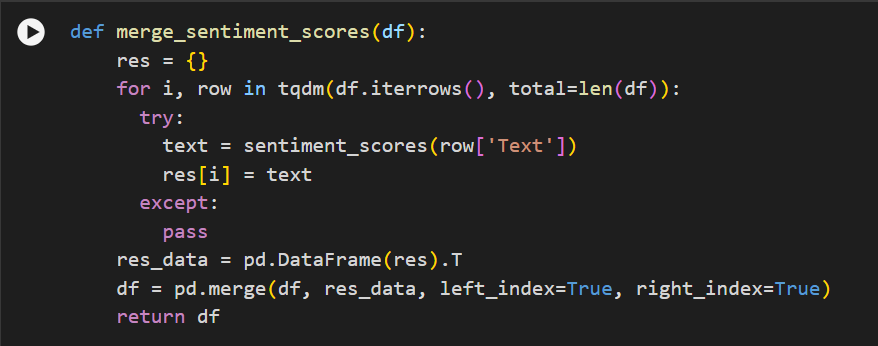 def merge_sentiment_scores(df):
    res = {}
    for i, row in tqdm(df.iterrows(), total=len(df)):
      try:
        text = sentiment_scores(row['Text'])
        res[i] = text
      except:
        pass
    res_data = pd.DataFrame(res).T
    df = pd.merge(df, res_data, left_index=True, right_index=True)
    return df